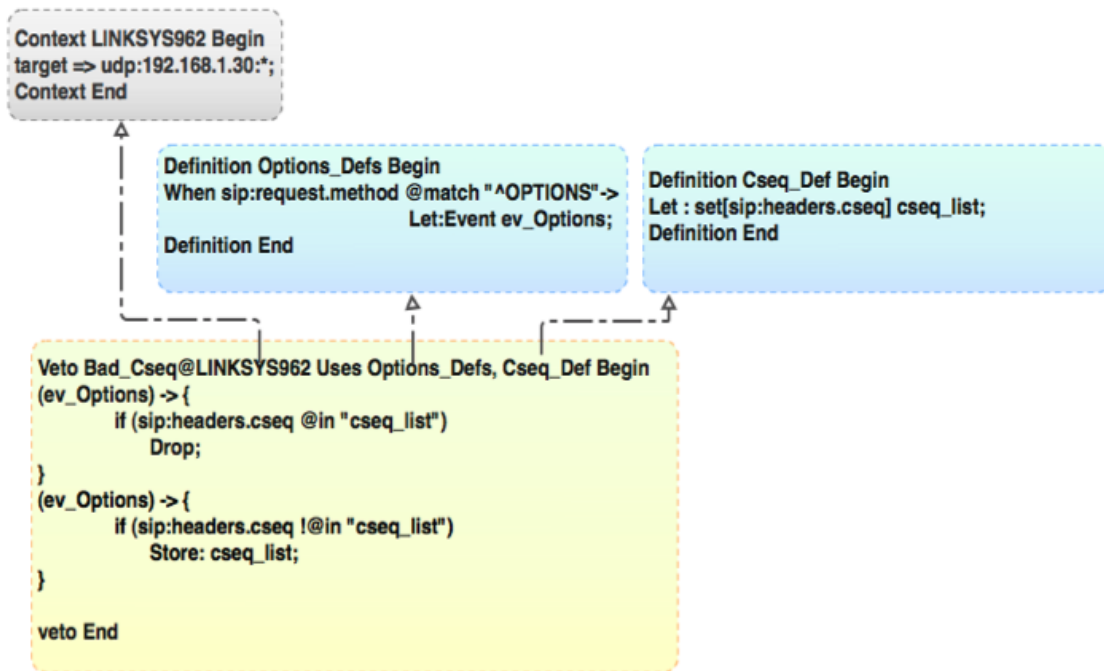 Context LINKSYS962 Begin
target => udp:192.168.1.30:*;
Context End
Definition Options_Defs Begin
When sip:request.method @match "^OPTIONS"->
Let:Event ev_Options;
Definition End
Definition Cseq_Def Begin
Let : set[sip:headers.cseq] cseq_list;
Definition End
Veto Bad_Cseq@LINKSYS962 Uses Options_Defs, Cseq_Def Begin
(ev_Options) -> {
if (sip:headers.cseq @in "cseq_list")
Drop;
}
(ev_Options) -> {
if (sip:headers.cseq !@in "cseq_list")
Store: cseq_list;
}
veto End